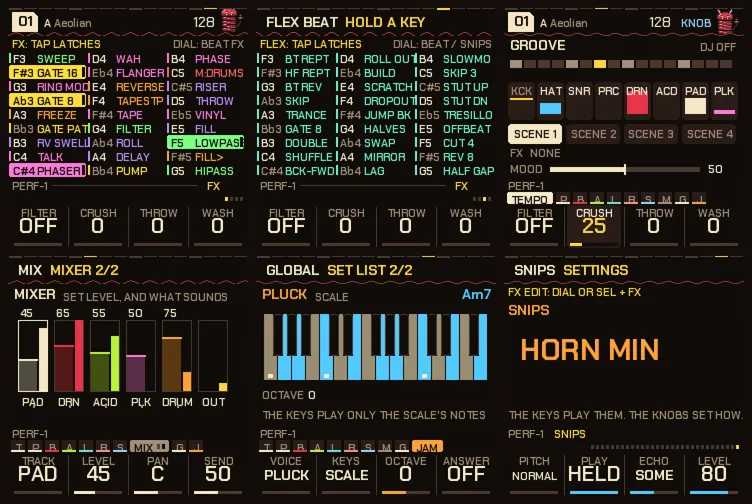 01 A Aeolian 128
FX: TAP LATCHES DIAL: BEAT FX
F3 SWEEP D4 WAH B4 PHASE
F#3 GATE 16 Eb4 FLANGER C5 M:DRUMS
G3 RING MOD E4 REVERSE C#5 RISER
Ab3 GATE 8 F4 TAPESTP D5 THROW
A3 FREEZE F#4 TAPE Eb5 VINYL
Bb3 GATE PAT G4 FILTER E5 FILL
B3 RV SWELL Ab4 ROLL F5 LOWPAS
C4 TALK A4 DELAY F#5 FILL>
C#4 PHASER Bb4 PUMP G5 HIPASS
PERF-1 FX
FILTER CRUSH THROW WASH
OFF 0 0 0
FLEX BEAT HOLD A KEY
FLEX: TAP LATCHES DIAL: BEAT / SNIPS
F3 BT REPT D4 ROLL OUT B4 SLOWMO
F#3 HF REPT Eb4 BUILD C5 SKIP 3
G3 BT REV E4 SCRATCH C#5 STUT UP
Ab3 SKIP F4 DROPOUT D5 STUT DN
A3 TRANCE F#4 JUMP BK Eb5 TRESILLO
Bb3 GATE 8 G4 HALVES E5 OFFBEAT
B3 DOUBLE Ab4 SWAP F5 CUT 4
C4 SHUFFLE A4 MIRROR F#5 REV 8
C#4 BCK-FWD Bb4 LAG G5 HALF GAP
PERF-1 FX
FILTER CRUSH THROW WASH
OFF 0 0 0
01 A Aeolian 128 KNOB
GROOVE DJ OFF
KCK HAT SNR PRC DRN ACD PAD PLK
SCENE 1 SCENE 2 SCENE 3 SCENE 4
FX NONE
MOOD 50
PERF-1
TEMPO P B A L R S M G I
FILTER CRUSH THROW WASH
OFF 25 0 0
MIX MIXER 2/2
MIXER SET LEVEL, AND WHAT SOUNDS
45 65 55 50 75
PAD DRN ACID PLK DRUM OUT
PERF-1
T P B A L R S MIX G I
TRACK LEVEL PAN SEND
PAD 45 C 50
GLOBAL SET LIST 2/2
PLUCK SCALE Am7
OCTAVE 0
THE KEYS PLAY ONLY THE SCALE'S NOTES
PERF-1
T P B A L R S M G JAM
VOICE KEYS OCTAVE ANSWER
PLUCK SCALE 0 OFF
SNIPS SETTINGS
FX EDIT: DIAL OR SEL + FX
SNIPS
HORN MIN
THE KEYS PLAY THEM. THE KNOBS SET HOW.
PERF-1 SNIPS
PITCH PLAY ECHO LEVEL
NORMAL HELD SOME 80